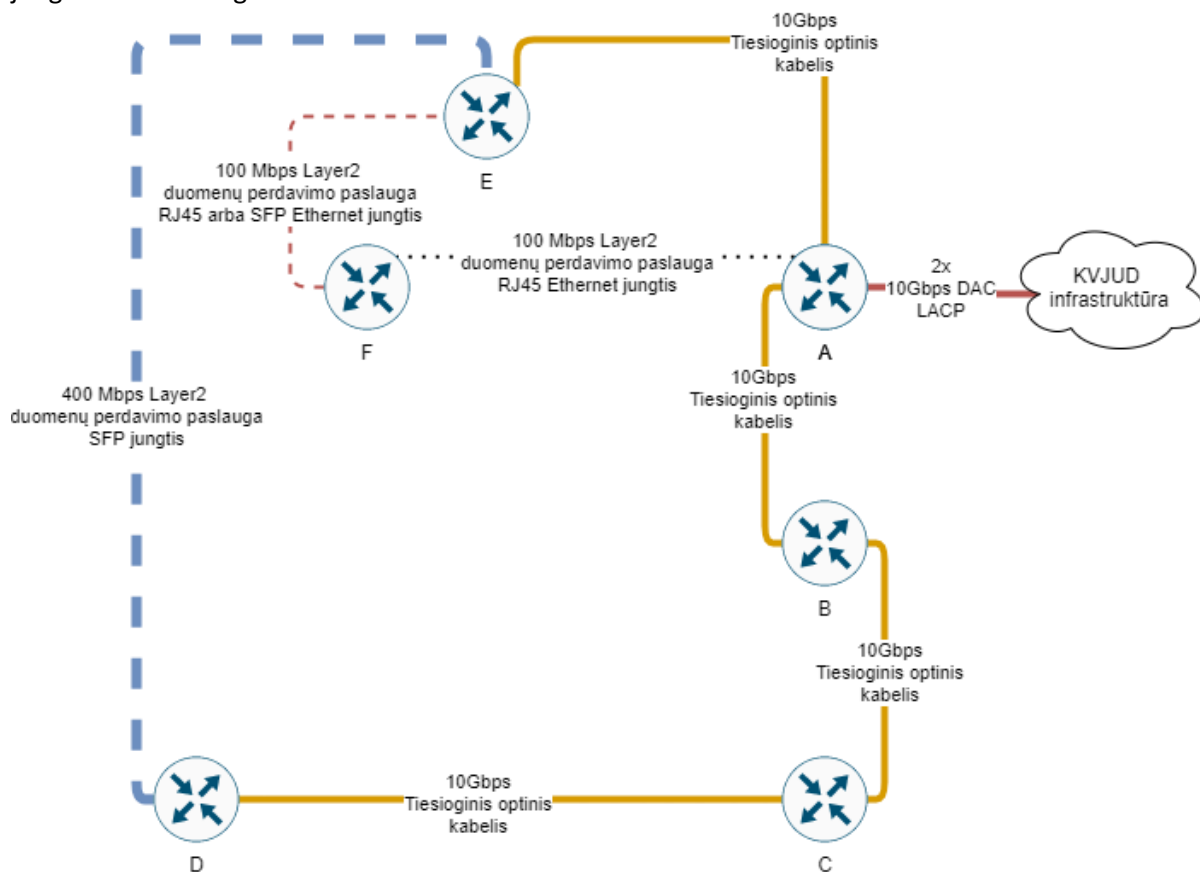 10Gbps
Tiesioginis optinis
kabelis
E
100 Mbps Layer2
duomenų perdavimo paslauga
RJ45 arba SFP Ethernet jungtis
100 Mbps Layer2
duomenų perdavimo paslauga
RJ45 Ethernet jungtis
F
A
2x
10Gbps DAC
LACP
KVJUD
infrastruktūra
10Gbps
Tiesioginis optinis
kabelis
400 Mbps Layer2
duomenų perdavimo paslauga
SFP jungtis
B
10Gbps
Tiesioginis optinis
kabelis
10Gbps
Tiesioginis optinis
kabelis
D
C